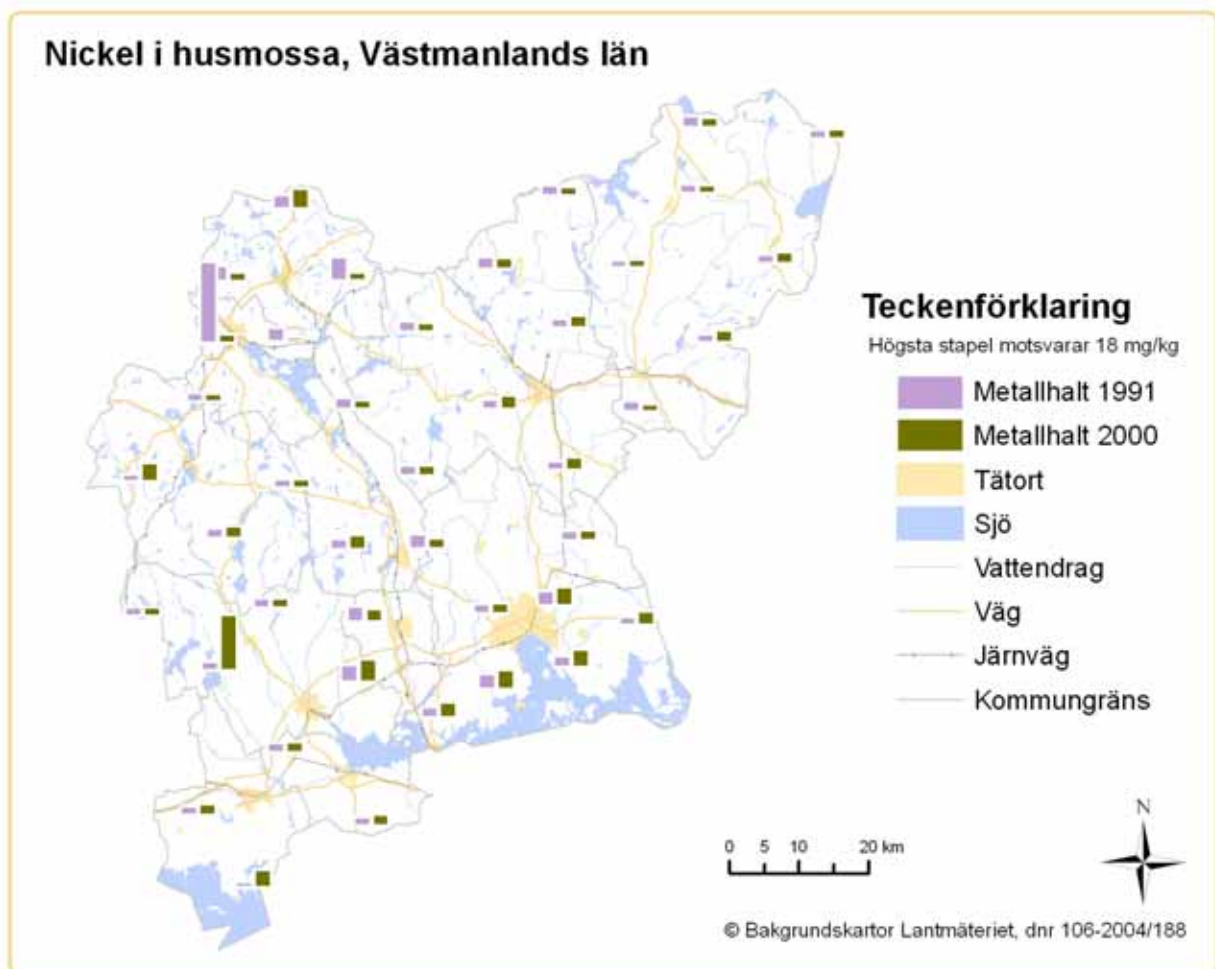 Nickel i husmossa, Västmanlands län
Teckenförklaring
Högsta stapel motsvarar 18 mg/kg
Metallhalt 1991
Metallhalt 2000
Tätort
Sjö
Vattendrag
Väg
Järnväg
Kommungräns
N
0 5 10 20 km
© Bakgrundskartor Lantmäteriet, dnr 106-2004/188